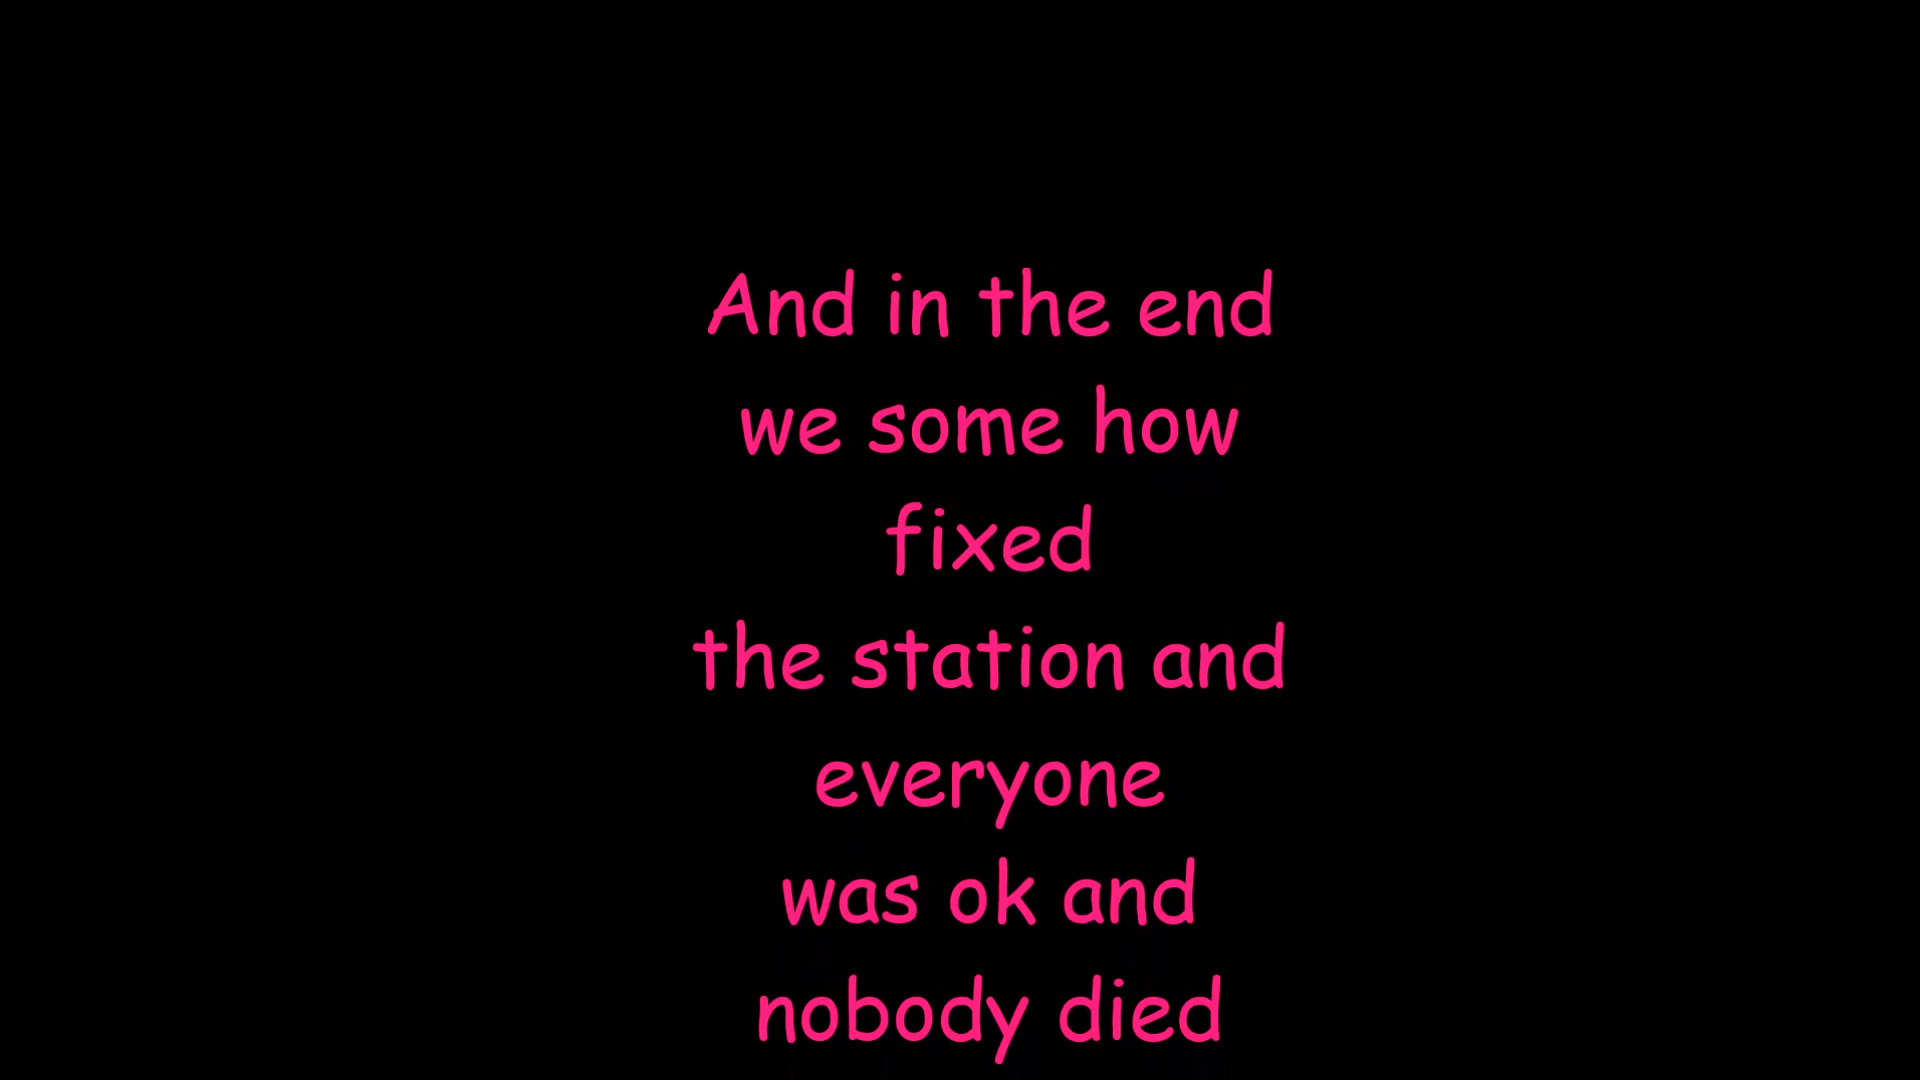 And in the end
we some how
fixed
the station and
everyone
was ok and
nobody died